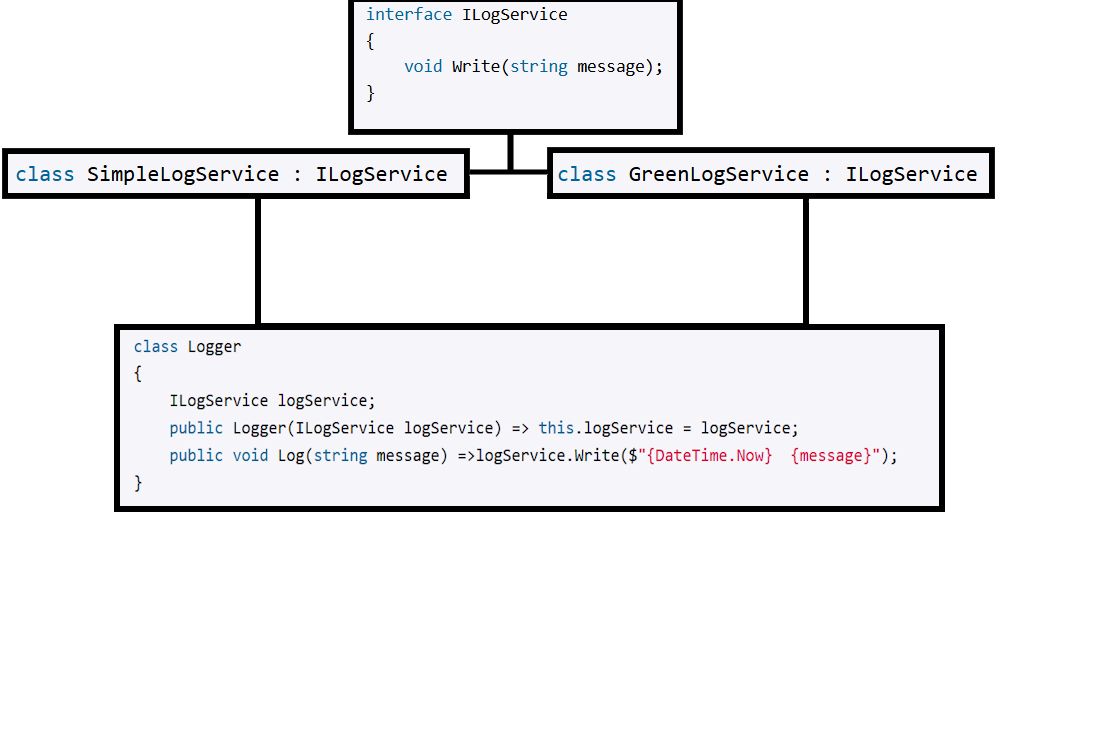 interface ILogService
{
    void Write(string message);
}
class SimpleLogService : ILogService
class GreenLogService : ILogService
class Logger
{
    ILogService logService;
    public Logger(ILogService logService) => this.logService = logService;
    public void Log(string message) =>logService.Write($"{DateTime.Now}  {message}");
}